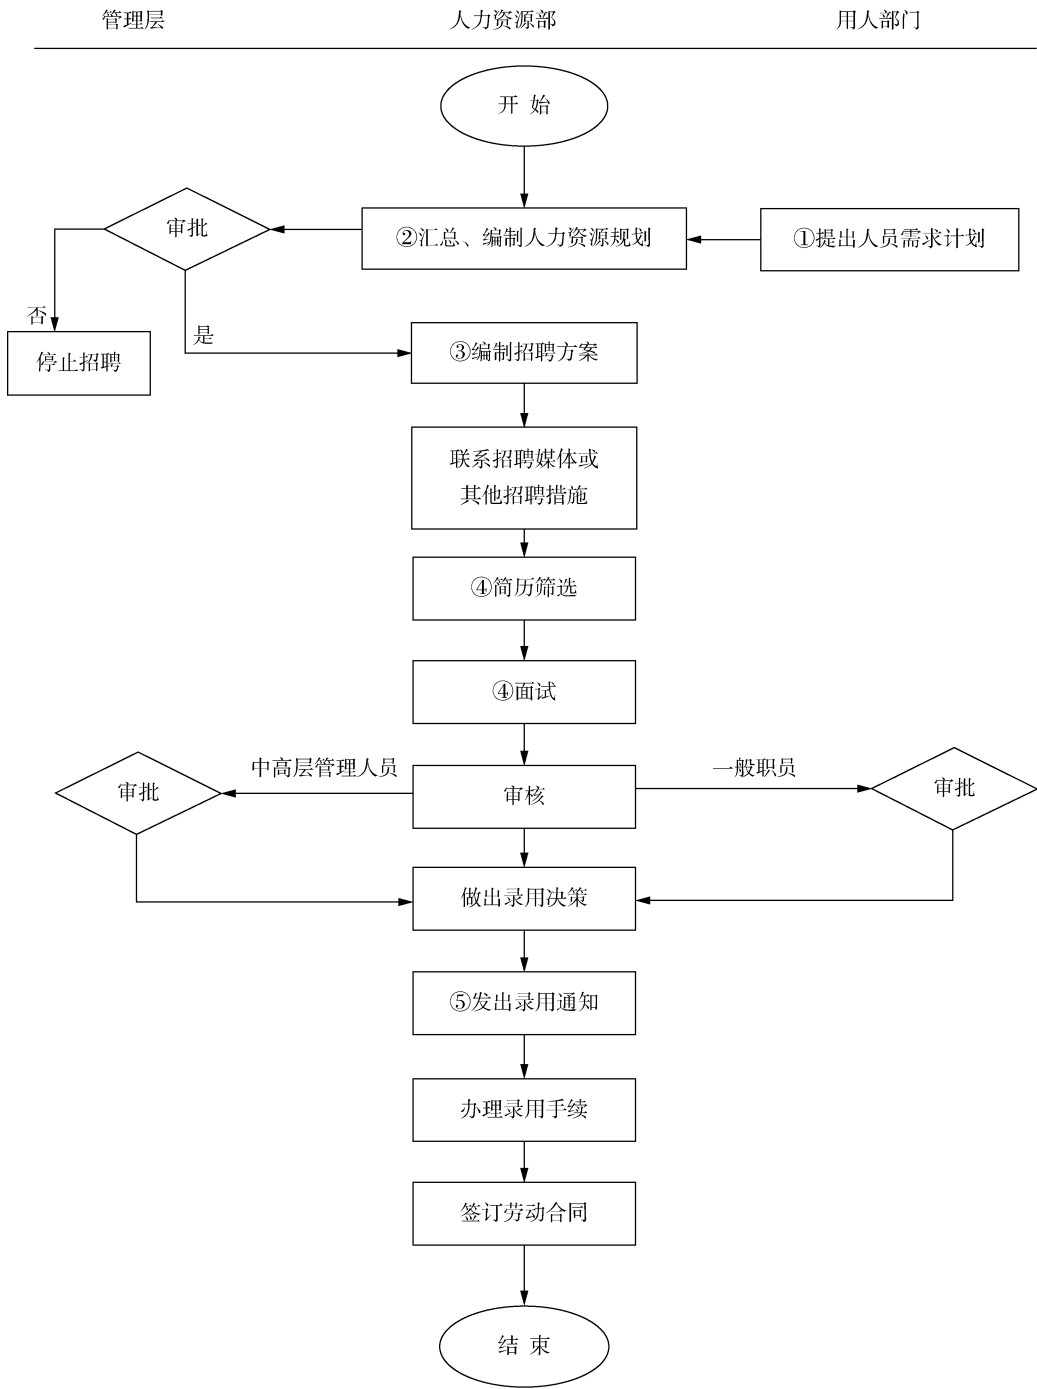 管理层
人力资源部
用人部门
开 始
审批
②汇总、编制人力资源规划
①提出人员需求计划
否
是
停止招聘
③编制招聘方案
联系招聘媒体或
其他招聘措施
④简历筛选
④面试
中高层管理人员
一般职员
审批
审核
审批
做出录用决策
⑤发出录用通知
办理录用手续
签订劳动合同
结 束